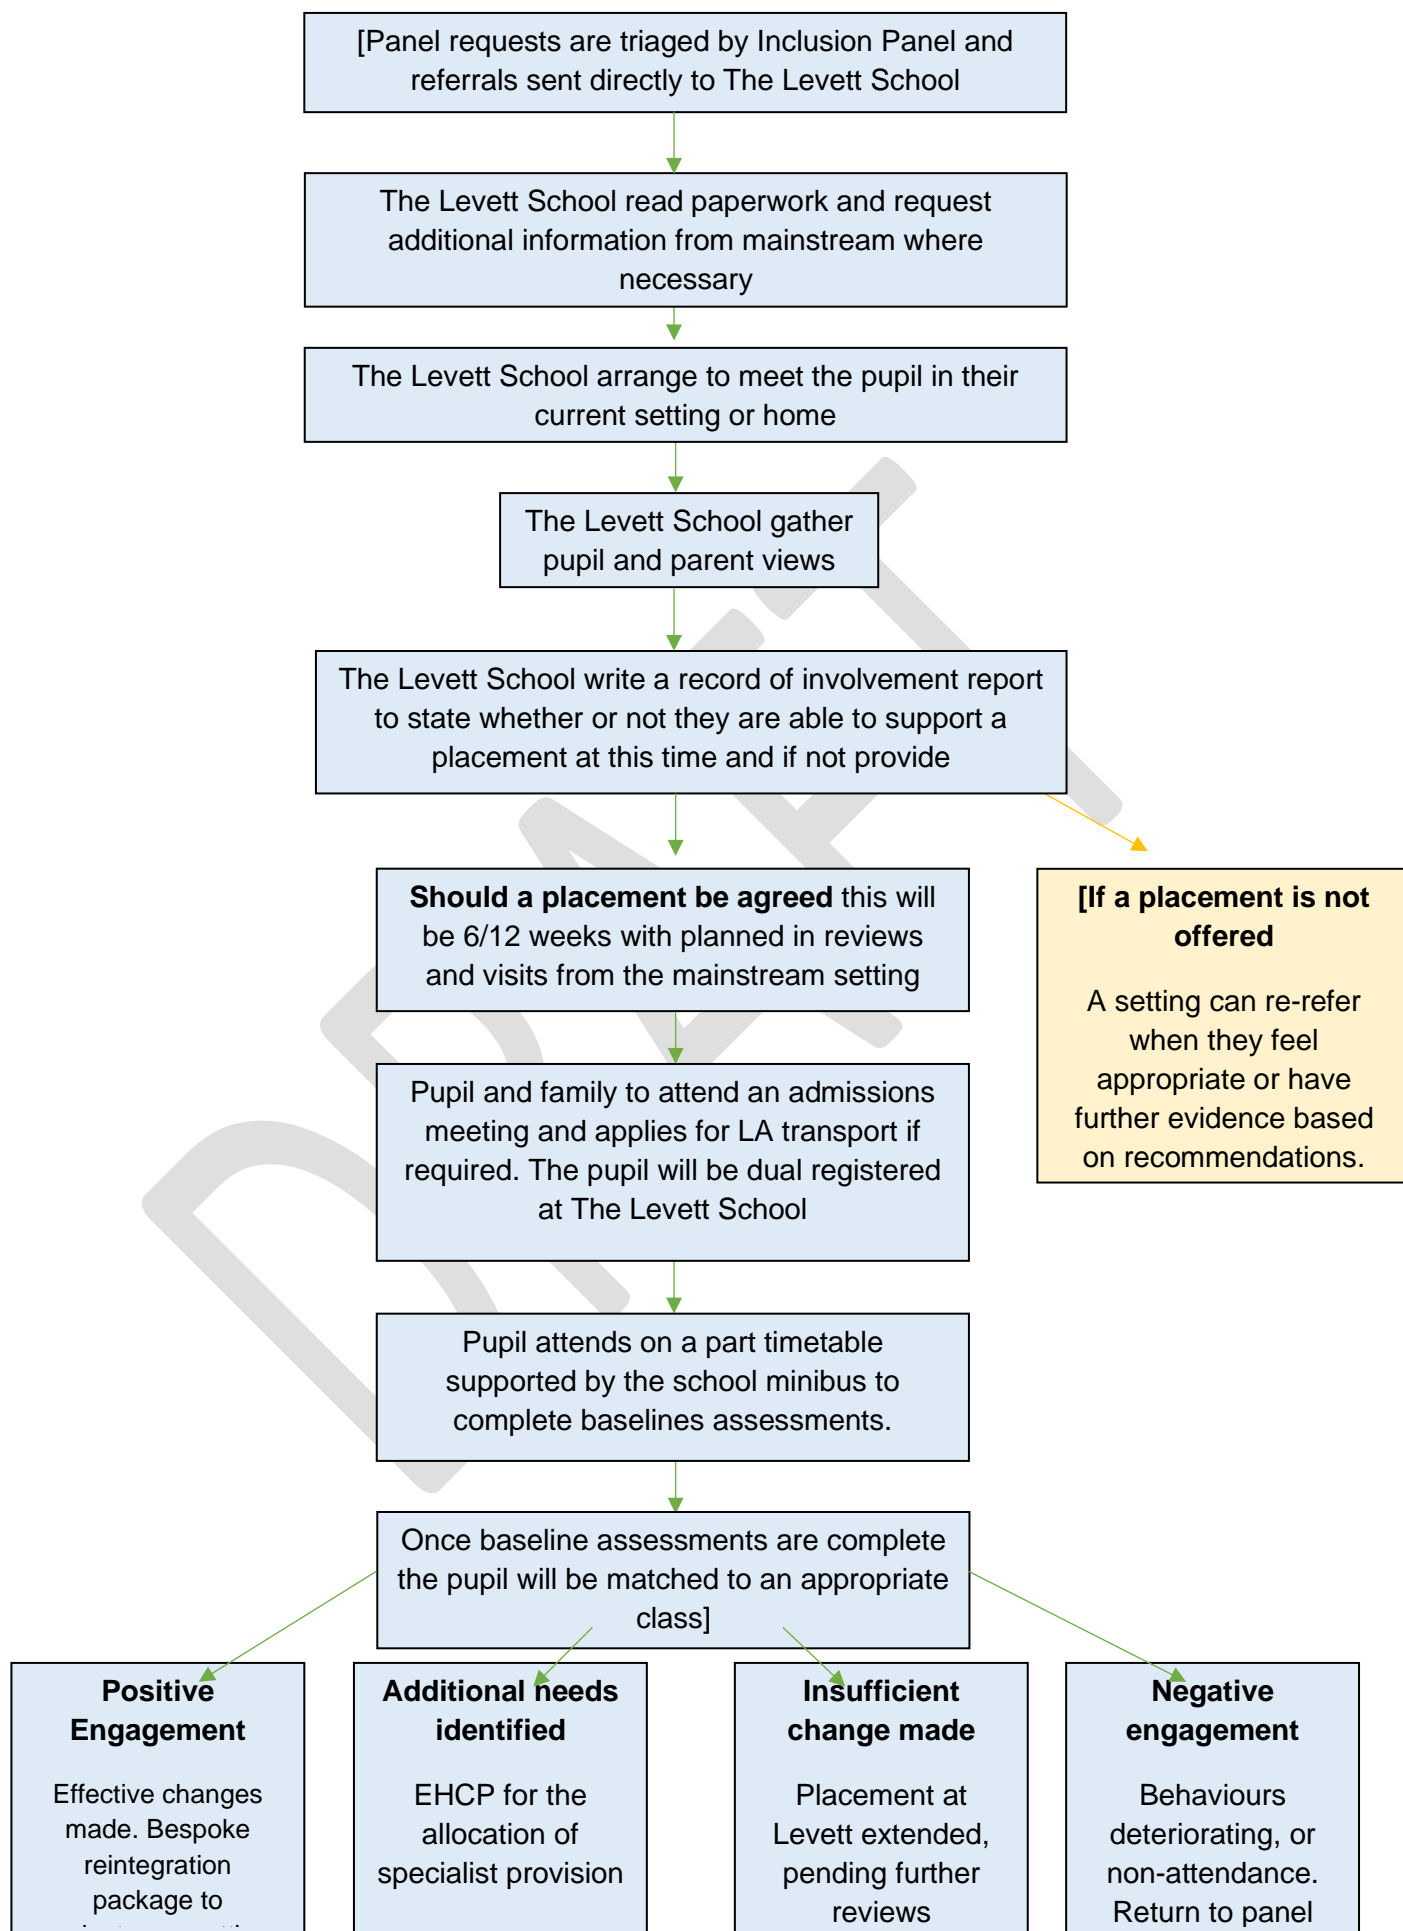 [Panel requests are triaged by Inclusion Panel and
referrals sent directly to The Levett School
The Levett School read paperwork and request
additional information from mainstream where
necessary
The Levett School arrange to meet the pupil in their
current setting or home
The Levett School gather
pupil and parent views
The Levett School write a record of involvement report
to state whether or not they are able to support a
placement at this time and if not provide
Should a placement be agreed this will
be 6/12 weeks with planned in reviews
and visits from the mainstream setting
[If a placement is not
offered
A setting can re-refer
when they feel
appropriate or have
further evidence based
on recommendations.
Pupil and family to attend an admissions
meeting and applies for LA transport if
required. The pupil will be dual registered
at The Levett School
Pupil attends on a part timetable
supported by the school minibus to
complete baselines assessments.
Once baseline assessments are complete
the pupil will be matched to an appropriate
class]
Positive
Engagement
Effective changes
made. Bespoke
reintegration
package to
Additional needs
identified
EHCP for the
allocation of
specialist provision
Insufficient
change made
Placement at
Levett extended,
pending further
reviews
Negative
engagement
Behaviours
deteriorating, or
non-attendance.
Return to panel
DRAFT